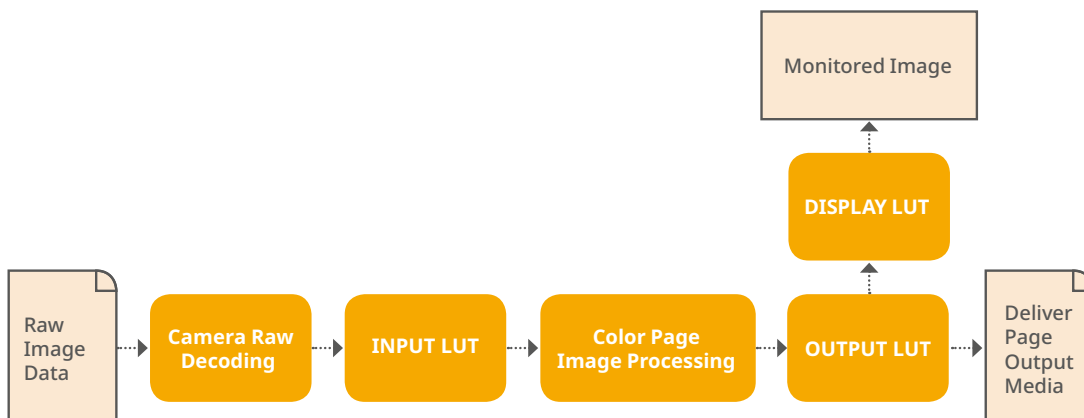 Monitored Image
DISPLAY LUT
Raw
Image
Data
Camera Raw
Decoding
INPUT LUT
Color Page
Image Processing
OUTPUT LUT
Deliver
Page
Output
Media